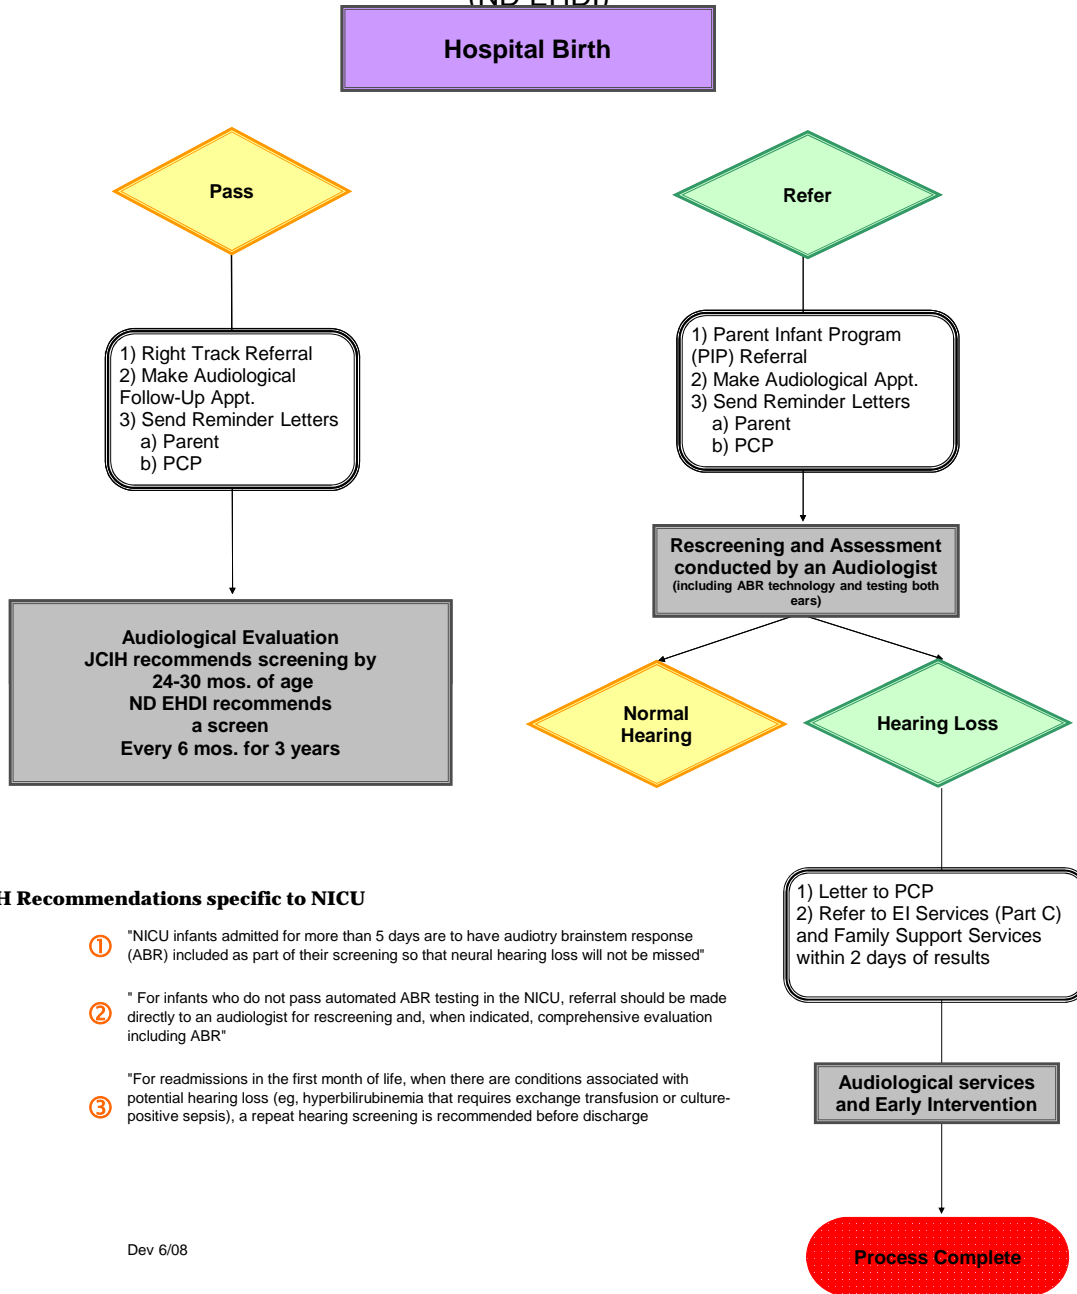 (ND EHDI)
Hospital Birth
Pass
Refer
1) Right Track Referral
2) Make Audiological
Follow-Up Appt.
3) Send Reminder Letters
a) Parent
b) PCP
1) Parent Infant Program
(PIP) Referral
2) Make Audiological Appt.
3) Send Reminder Letters
a) Parent
b) PCP
Rescreening and Assessment
conducted by an Audiologist
(including ABR technology and testing both
ears)
Audiological Evaluation
JCIH recommends screening by
24-30 mos. of age
ND EHDI recommends
a screen
Every 6 mos. for 3 years
Normal
Hearing
Hearing Loss
H Recommendations specific to NICU
① "NICU infants admitted for more than 5 days are to have audiotry brainstem response
(ABR) included as part of their screening so that neural hearing loss will not be missed"
② " For infants who do not pass automated ABR testing in the NICU, referral should be made
directly to an audiologist for rescreening and, when indicated, comprehensive evaluation
including ABR"
③ "For readmissions in the first month of life, when there are conditions associated with
potential hearing loss (eg, hyperbilirubinemia that requires exchange transfusion or culture-
positive sepsis), a repeat hearing screening is recommended before discharge
1) Letter to PCP
2) Refer to EI Services (Part C)
and Family Support Services
within 2 days of results
Audiological services
and Early Intervention
Process Complete
Dev 6/08